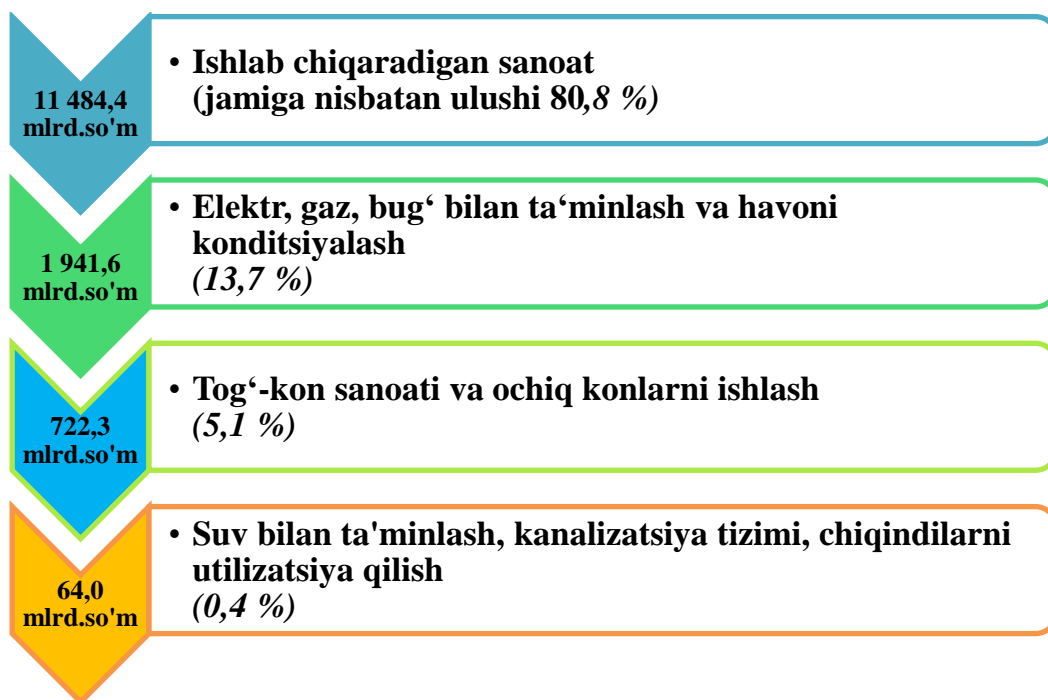 11 484,4
mlrd.so'm
• Ishlab chiqaradigan sanoat
(jamiga nisbatan ulushi 80,8 %)
1 941,6
mlrd.so'm
• Elektr, gaz, bug‘ bilan ta‘minlash va havoni
konditsiyalash
(13,7 %)
722,3
mlrd.so'm
• Tog‘-kon sanoati va ochiq konlarni ishlash
(5,1 %)
64,0
mlrd.so'm
• Suv bilan ta'minlash, kanalizatsiya tizimi, chiqindilarni
utilizatsiya qilish
(0,4 %)